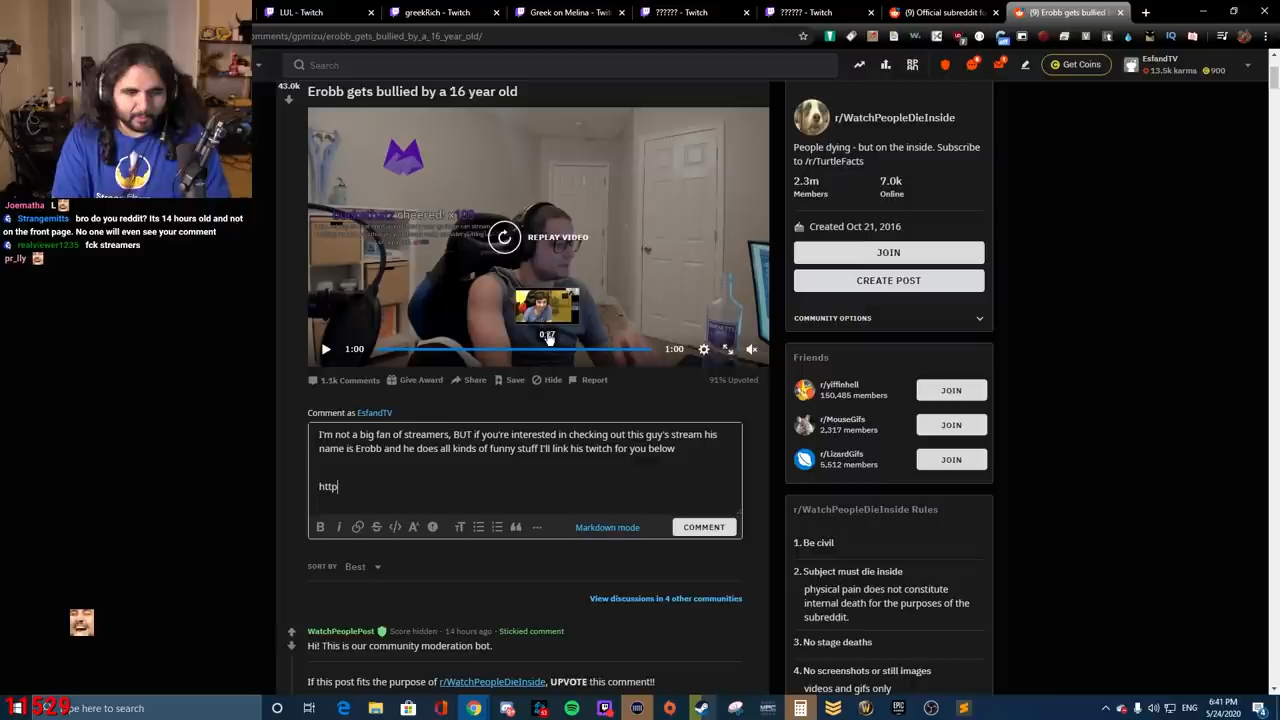 LUL - Twitch
greekRich - Twitch
Greek on Melina - Twitc
?????? - Twitch
?????? - Twitch
(9) Official subreddit f
(9) Erobb gets bullied b
omments/gpmizu/erobb_gets_bullied_by_a_16_year_old/
Search
Get Coins
EsfandTV
13.5k karma
900
43.0k
Erobb gets bullied by a 16 year old
cheered! x100
REPLAY VIDEO
1:00
1:00
1.1k Comments
Give Award
Share
Save
Hide
Report
91% Upvoted
Comment as EsfandTV
I'm not a big fan of streamers, BUT if you're interested in checking out this guy's stream his
name is Erobb and he does all kinds of funny stuff I'll link his twitch for you below
http
Markdown mode
COMMENT
SORT BY Best
View discussions in 4 other communities
WatchPeoplePost Score hidden · 14 hours ago · Stickied comment
Hi! This is our community moderation bot.
If this post fits the purpose of r/WatchPeopleDieInside, UPVOTE this comment!!
r/WatchPeopleDieInside
People dying - but on the inside. Subscribe
to /r/TurtleFacts
2.3m
7.0k
Members
Online
Created Oct 21, 2016
JOIN
CREATE POST
COMMUNITY OPTIONS
Friends
r/yiffinhell
150,485 members
JOIN
r/MouseGifs
2,317 members
JOIN
r/LizardGifs
5,512 members
JOIN
r/WatchPeopleDieInside Rules
1. Be civil
2. Subject must die inside
physical pain does not constitute
internal death for the purposes of the
subreddit.
3. No stage deaths
4. No screenshots or still images
videos and gifs only
Joematha L
Strangemitts bro do you reddit? Its 14 hours old and not
on the front page. No one will even see your comment
realviewer1235 fck streamers
pr_lly
11529
pe here to search
ENG
6:41 PM
5/24/2020